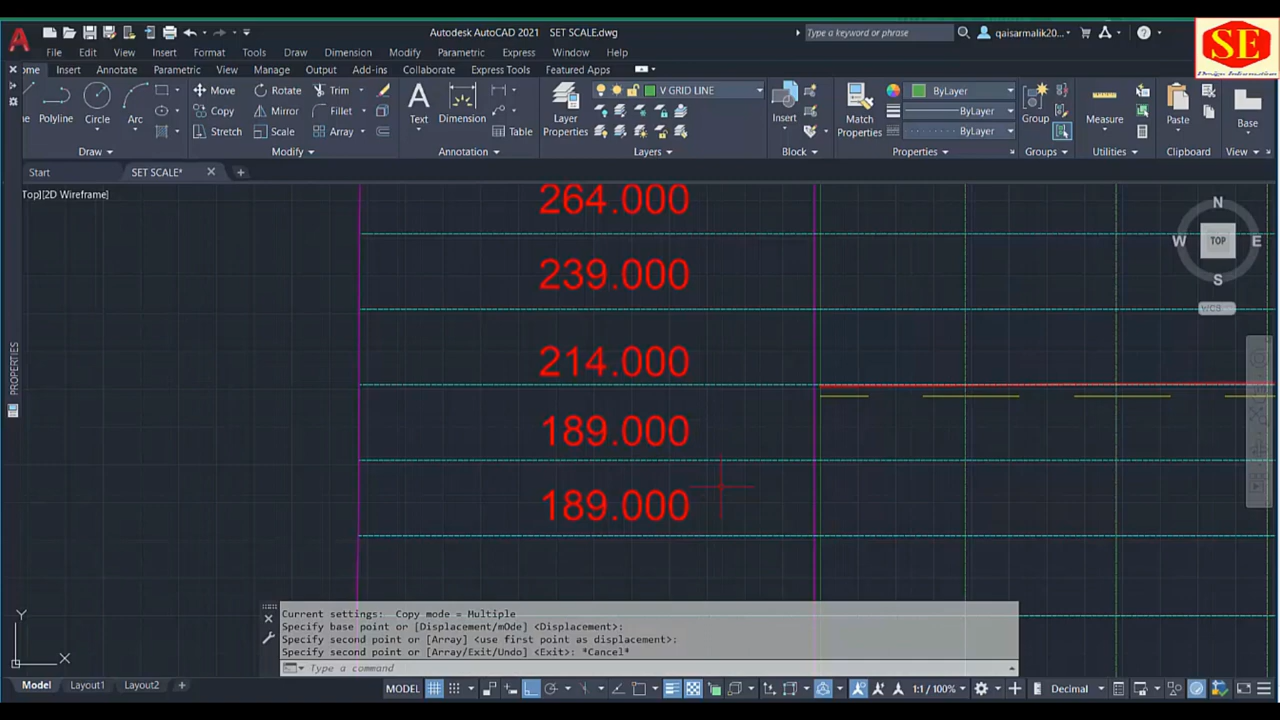 Autodesk AutoCAD 2021 SET SCALE.dwg
Type a keyword or phrase
qaisarmalik20...
SE
Design Information
File Edit View Insert Format Tools Draw Dimension Modify Parametric Express Window Help
ome Insert Annotate Parametric View Manage Output Add-ins Collaborate Express Tools Featured Apps
Polyline Circle Arc
Move Rotate Trim
Copy Mirror Fillet
Stretch Scale Array
Text Dimension Table
Layer Properties
V GRID LINE
Insert
Match Properties
ByLayer
ByLayer
ByLayer
Group Measure Paste Base
Draw Modify Annotation Layers Block Properties Groups Utilities Clipboard View
Start SET SCALE*
Top][2D Wireframe]
N
W TOP E
S
WCS
264.000
239.000
214.000
189.000
189.000
PROPERTIES
Y
X
Current settings: Copy mode = Multiple
Specify base point or [Displacement/mOde] <Displacement>:
Specify second point or [Array] <use first point as displacement>:
Specify second point or [Array/Exit/Undo] <Exit>: *Cancel*
Type a command
Model Layout1 Layout2
MODEL 1:1 / 100% Decimal